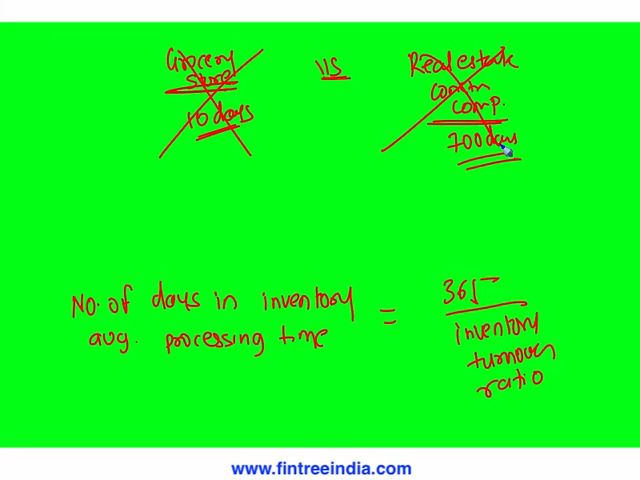 Grocery
store
10 days
vs
Real estate
constn
comp.
700 days
No. of days in inventory
avg. processing time
=
365
inventory
turnover
ratio
www.fintreeindia.com